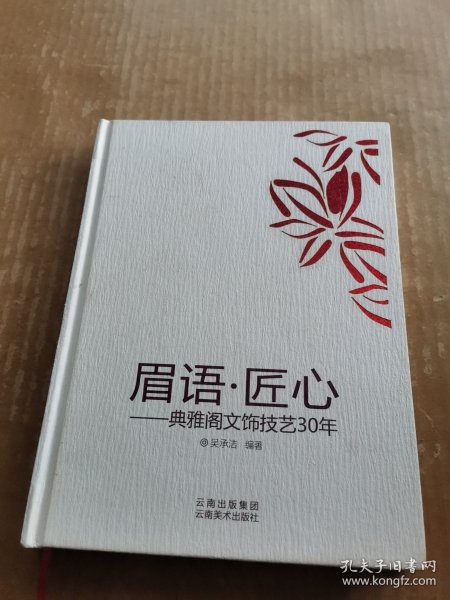 眉语·匠心
——典雅阁文饰技艺30年
@吴承洁 编著
云南出版集团
云南美术出版社
孔夫子旧书网
www.kongfz.com